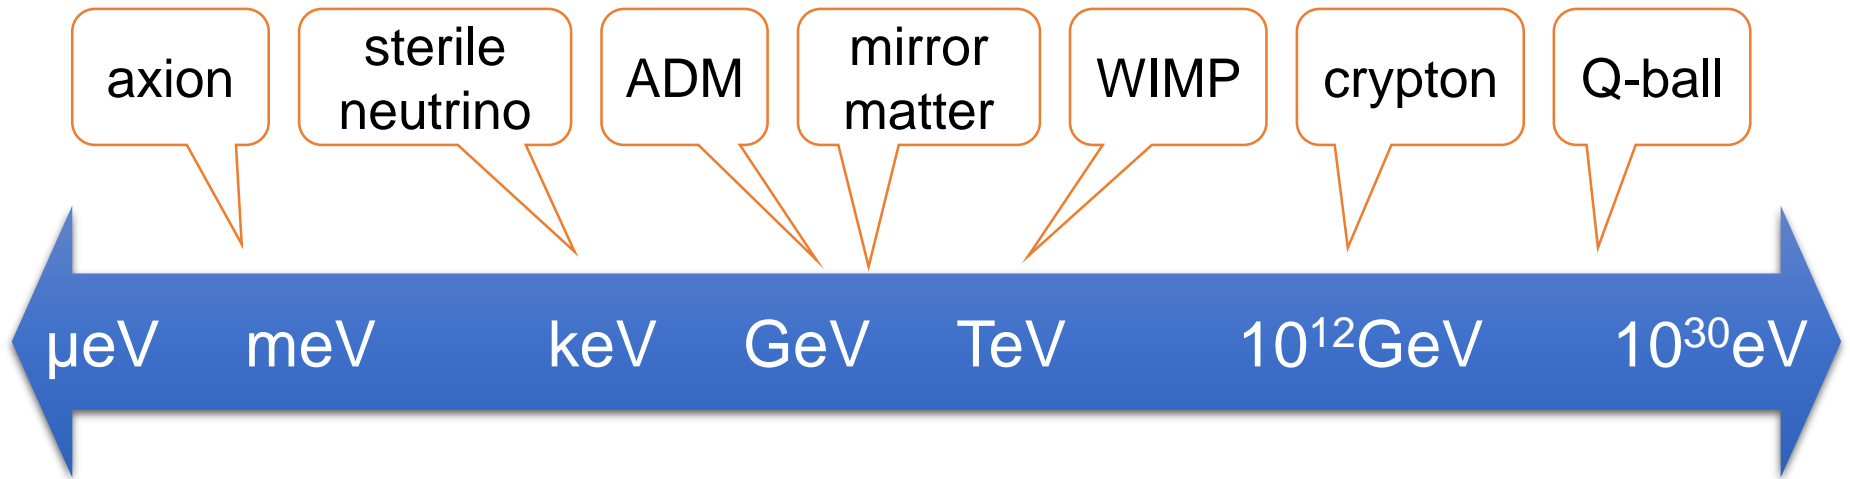 axion
sterile
neutrino
ADM
mirror
matter
WIMP
crypton
Q-ball
μeV
meV
keV
GeV
TeV
10¹²GeV
10³⁰eV